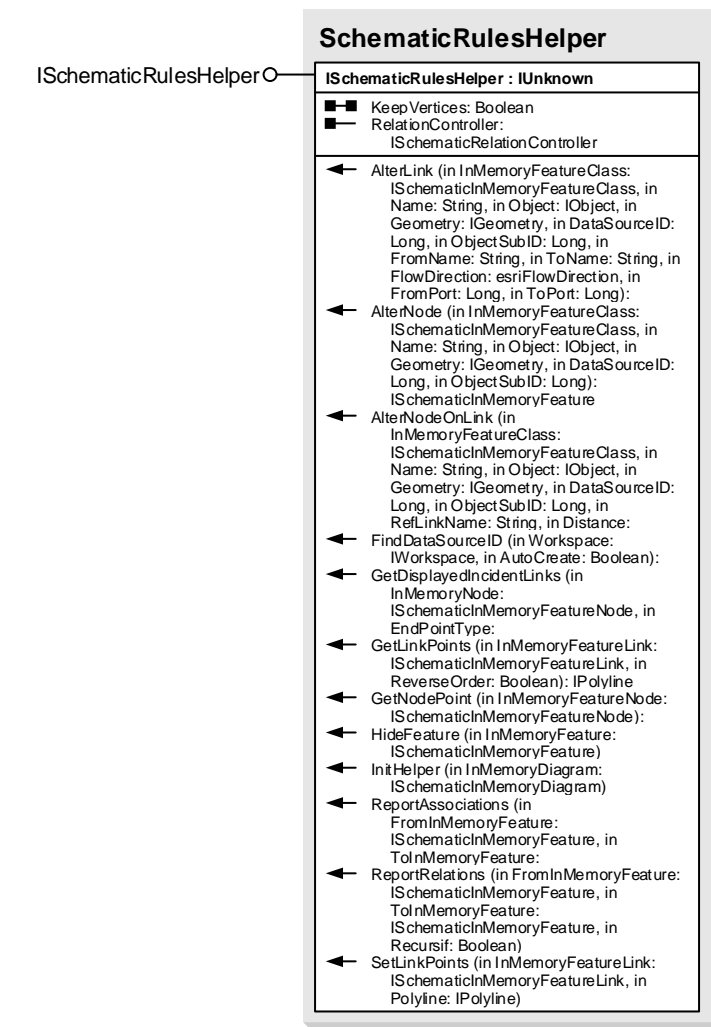 SchematicRulesHelper
ISchematicRulesHelper
ISchematicRulesHelper : IUnknown
KeepVertices: Boolean
RelationController:
ISchematicRelationController
AlterLink (in InMemoryFeatureClass:
ISchematicInMemoryFeatureClass, in
Name: String, in Object: IObject, in
Geometry: IGeometry, in DataSourceID:
Long, in ObjectSubID: Long, in
FromName: String, in ToName: String, in
FlowDirection: esriFlowDirection, in
FromPort: Long, in ToPort: Long):
AlterNode (in InMemoryFeatureClass:
ISchematicInMemoryFeatureClass, in
Name: String, in Object: IObject, in
Geometry: IGeometry, in DataSourceID:
Long, in ObjectSubID: Long):
ISchematicInMemoryFeature
AlterNodeOnLink (in
InMemoryFeatureClass:
ISchematicInMemoryFeatureClass, in
Name: String, in Object: IObject, in
Geometry: IGeometry, in DataSourceID:
Long, in ObjectSubID: Long, in
RefLinkName: String, in Distance:
FindDataSourceID (in Workspace:
IWorkspace, in AutoCreate: Boolean):
GetDisplayedIncidentLinks (in
InMemoryNode:
ISchematicInMemoryFeatureNode, in
EndPointType:
GetLinkPoints (in InMemoryFeatureLink:
ISchematicInMemoryFeatureLink, in
ReverseOrder: Boolean): IPolyline
GetNodePoint (in InMemoryFeatureNode:
ISchematicInMemoryFeatureNode):
HideFeature (in InMemoryFeature:
ISchematicInMemoryFeature)
InitHelper (in InMemoryDiagram:
ISchematicInMemoryDiagram)
ReportAssociations (in
FromInMemoryFeature:
ISchematicInMemoryFeature, in
ToInMemoryFeature:
ReportRelations (in FromInMemoryFeature:
ISchematicInMemoryFeature, in
ToInMemoryFeature:
ISchematicInMemoryFeature, in
Recursif: Boolean)
SetLinkPoints (in InMemoryFeatureLink:
ISchematicInMemoryFeatureLink, in
Polyline: IPolyline)